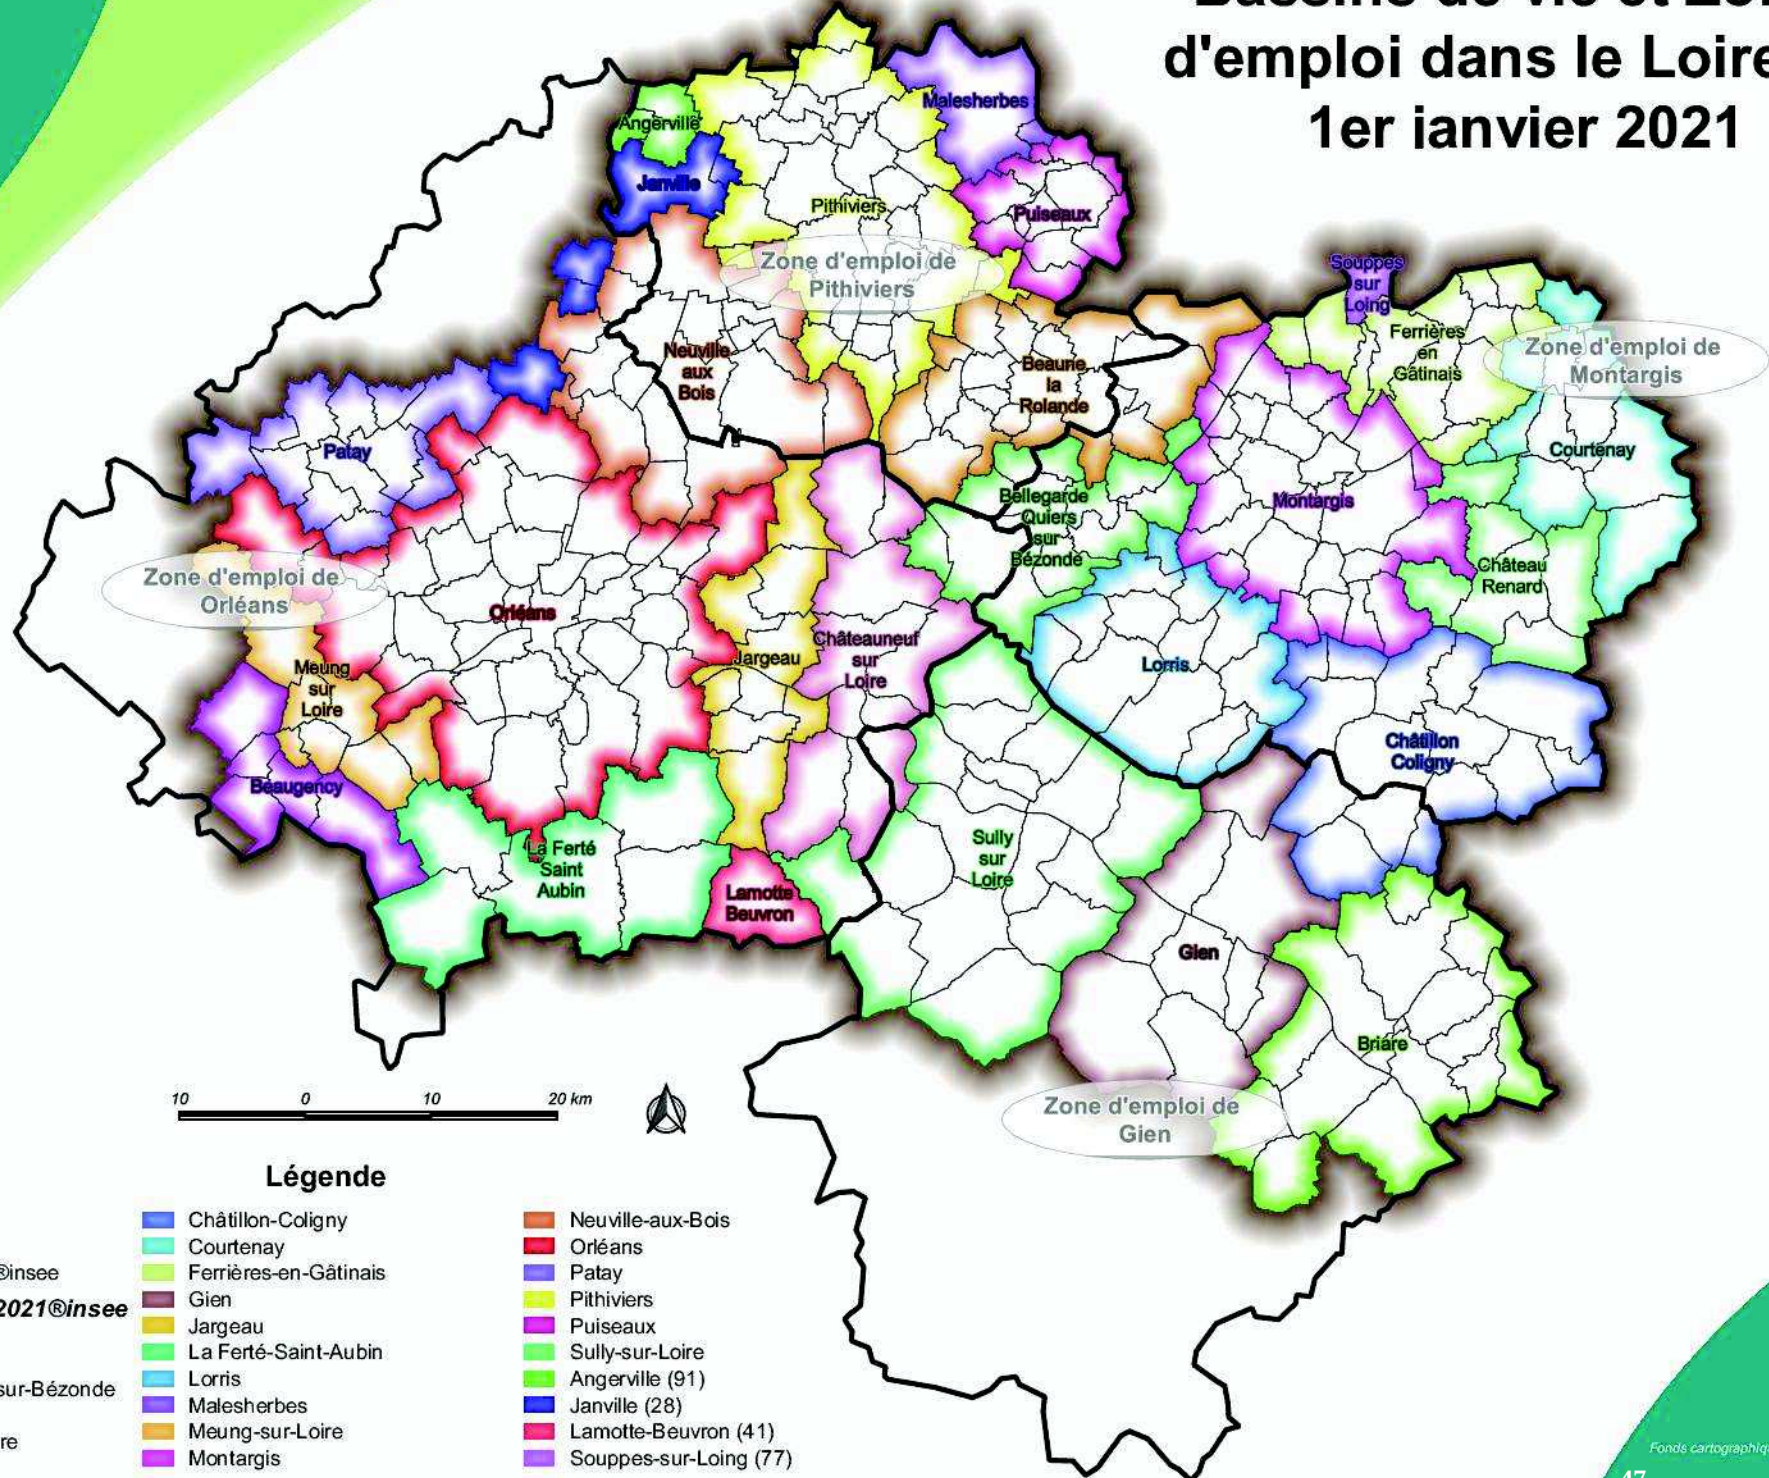 d'emploi dans le Loire
1er janvier 2021
Malesherbes
Angerville
Janville
Pithiviers
Puiseaux
Zone d'emploi de
Pithiviers
Souppes
sur
Loing
Ferrières
en
Gâtinais
Zone d'emploi de
Montargis
Neuville
aux
Bois
Beaune
la
Rolande
Patay
Courtenay
Bellegarde
Quiers
sur
Bézonde
Montargis
Château
Renard
Zone d'emploi de
Orléans
Orléans
Jargeau
Châteauneuf
sur
Loire
Lorris
Meung
sur
Loire
Châtillon
Coligny
Beaugency
La Ferté
Saint
Aubin
Sully
sur
Loire
Lamotte
Beuvron
Gien
Briare
Zone d'emploi de
Gien
10 0 10 20 km
Légende
®insee
2021®insee
sur-Bézonde
re
Châtillon-Coligny
Courtenay
Ferrières-en-Gâtinais
Gien
Jargeau
La Ferté-Saint-Aubin
Lorris
Malesherbes
Meung-sur-Loire
Montargis
Neuville-aux-Bois
Orléans
Patay
Pithiviers
Puiseaux
Sully-sur-Loire
Angerville (91)
Janville (28)
Lamotte-Beuvron (41)
Souppes-sur-Loing (77)
Fonds cartographiq
47